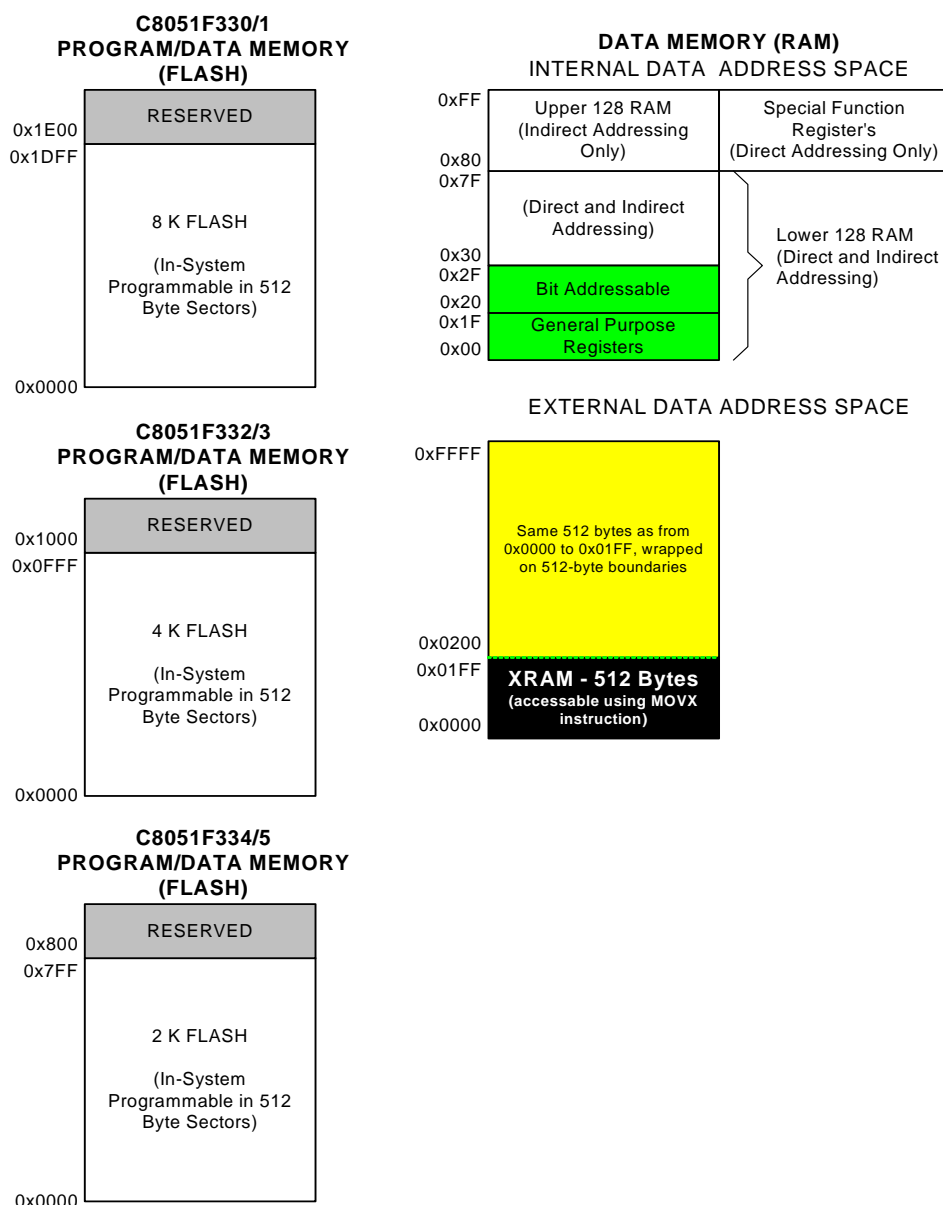 C8051F330/1
PROGRAM/DATA MEMORY
(FLASH)
RESERVED
0x1E00
0x1DFF
8 K FLASH
(In-System
Programmable in 512
Byte Sectors)
0x0000
C8051F332/3
PROGRAM/DATA MEMORY
(FLASH)
RESERVED
0x1000
0x0FFF
4 K FLASH
(In-System
Programmable in 512
Byte Sectors)
0x0000
C8051F334/5
PROGRAM/DATA MEMORY
(FLASH)
RESERVED
0x800
0x7FF
2 K FLASH
(In-System
Programmable in 512
Byte Sectors)
0x0000
DATA MEMORY (RAM)
INTERNAL DATA ADDRESS SPACE
0xFF
Upper 128 RAM
(Indirect Addressing
Only)
0x80
Special Function
Register's
(Direct Addressing Only)
0x7F
(Direct and Indirect
Addressing)
0x30
Lower 128 RAM
(Direct and Indirect
Addressing)
0x2F
Bit Addressable
0x20
0x1F
General Purpose
Registers
0x00
EXTERNAL DATA ADDRESS SPACE
0xFFFF
Same 512 bytes as from
0x0000 to 0x01FF, wrapped
on 512-byte boundaries
0x0200
0x01FF
XRAM - 512 Bytes
(accessable using MOVX
instruction)
0x0000